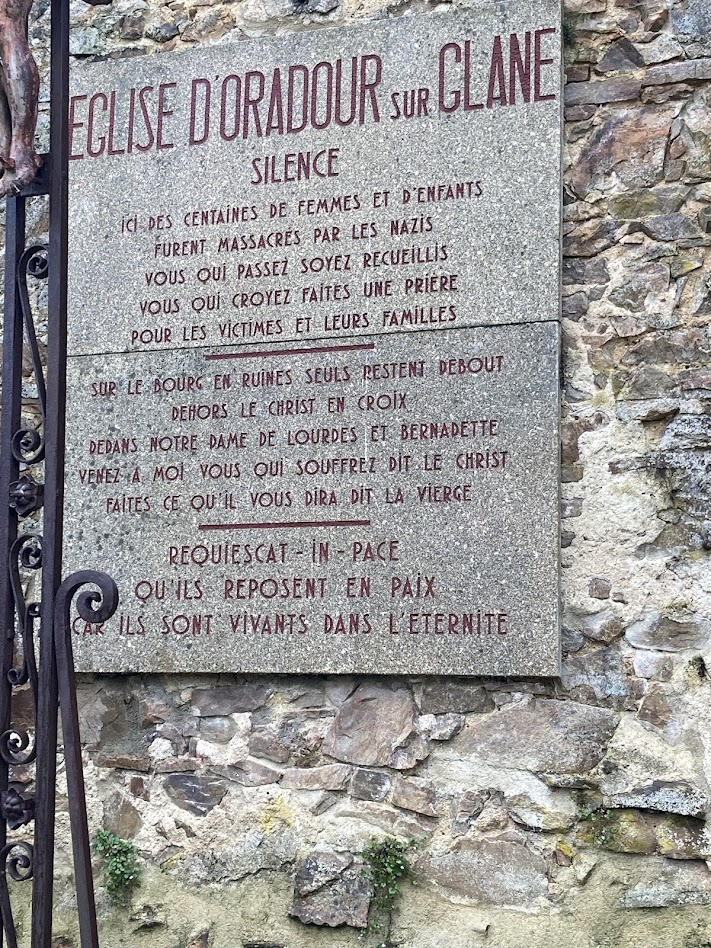 EGLISE D'ORADOUR SUR GLANE
SILENCE
ICI DES CENTAINES DE FEMMES ET D'ENFANTS
FURENT MASSACRES PAR LES NAZIS
VOUS QUI PASSEZ SOYEZ RECUEILLIS
VOUS QUI CROYEZ FAITES UNE PRIÈRE
POUR LES VICTIMES ET LEURS FAMILLES
SUR LE BOURG EN RUINES SEULS RESTENT DEBOUT
DEHORS LE CHRIST EN CROIX
DEDANS NOTRE DAME DE LOURDES ET BERNADETTE
VENEZ A MOI VOUS QUI SOUFFREZ DIT LE CHRIST
FAITES CE QU'IL VOUS DIRA DIT LA VIERGE
REQUIESCAT - IN - PACE
QU'ILS REPOSENT EN PAIX
CAR ILS SONT VIVANTS DANS L'ETERNITE